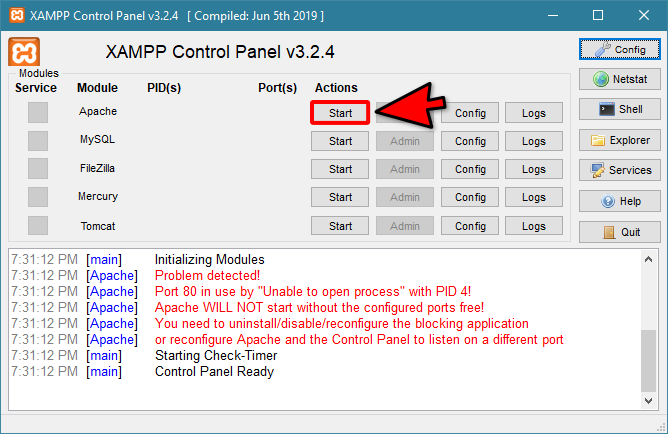 XAMPP Control Panel v3.2.4 [ Compiled: Jun 5th 2019 ]
XAMPP Control Panel v3.2.4
Config
Modules
Service Module PID(s) Port(s) Actions
Netstat
Apache Start Config Logs
Shell
MySQL Start Admin Config Logs
Explorer
FileZilla Start Admin Config Logs
Services
Mercury Start Admin Config Logs
Help
Tomcat Start Admin Config Logs
Quit
7:31:12 PM [main] Initializing Modules
7:31:12 PM [Apache] Problem detected!
7:31:12 PM [Apache] Port 80 in use by "Unable to open process" with PID 4!
7:31:12 PM [Apache] Apache WILL NOT start without the configured ports free!
7:31:12 PM [Apache] You need to uninstall/disable/reconfigure the blocking application
7:31:12 PM [Apache] or reconfigure Apache and the Control Panel to listen on a different port
7:31:12 PM [main] Starting Check-Timer
7:31:12 PM [main] Control Panel Ready